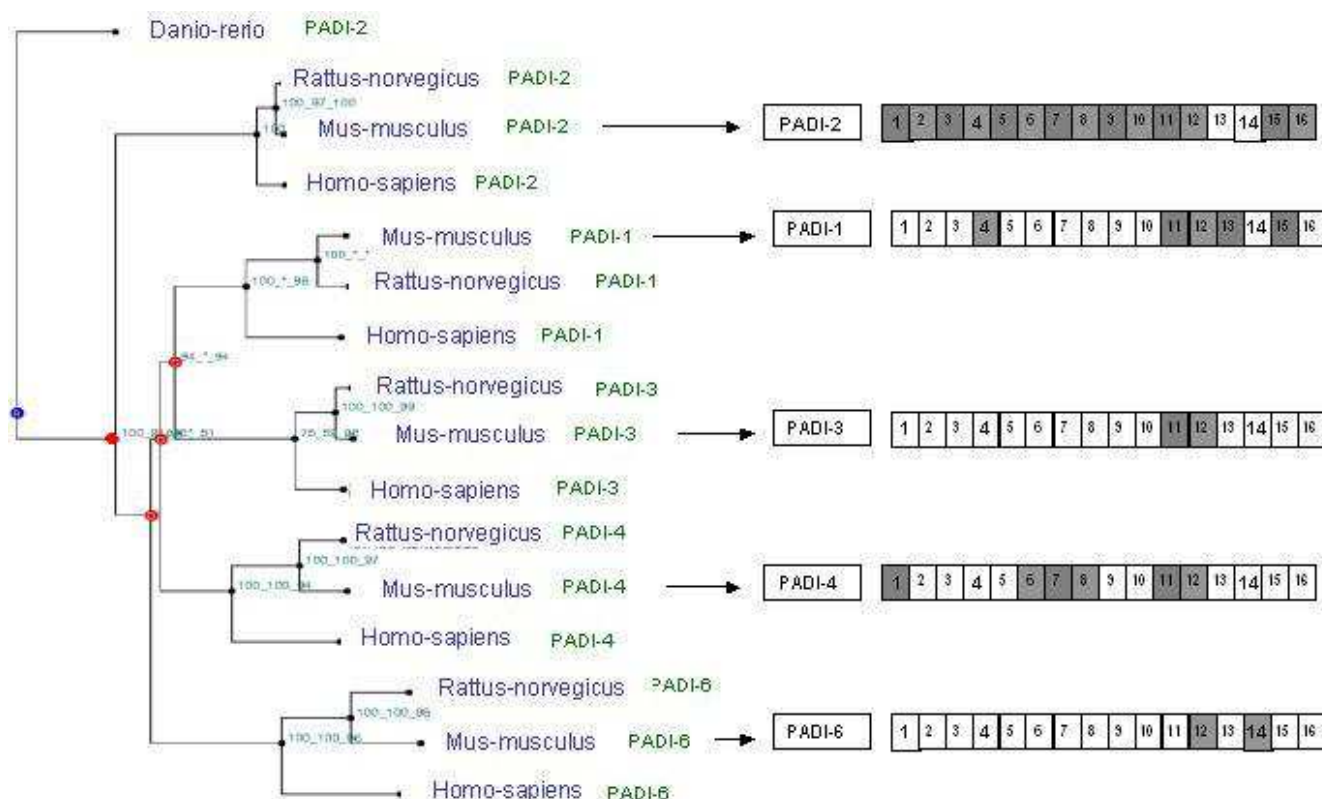 Danio-rerio PADI-2
Rattus-norvegicus PADI-2
100_97_100
Mus-musculus PADI-2 PADI-2 1 2 3 4 5 6 7 8 9 10 11 12 13 14 15 16
100
Homo-sapiens PADI-2
Mus-musculus PADI-1 PADI-1 1 2 3 4 5 6 7 8 9 10 11 12 13 14 15 16
100_*_*
Rattus-norvegicus PADI-1
100_*_98
Homo-sapiens PADI-1
94_*_94
Rattus-norvegicus PADI-3
100_100_99
Mus-musculus PADI-3 PADI-3 1 2 3 4 5 6 7 8 9 10 11 12 13 14 15 16
Homo-sapiens PADI-3
Rattus-norvegicus PADI-4
100_100_97
Mus-musculus PADI-4 PADI-4 1 2 3 4 5 6 7 8 9 10 11 12 13 14 15 16
100_100_94
Homo-sapiens PADI-4
Rattus-norvegicus PADI-6
100_100_95
Mus-musculus PADI-6 PADI-6 1 2 3 4 5 6 7 8 9 10 11 12 13 14 15 16
100_100_96
Homo-sapiens PADI-6